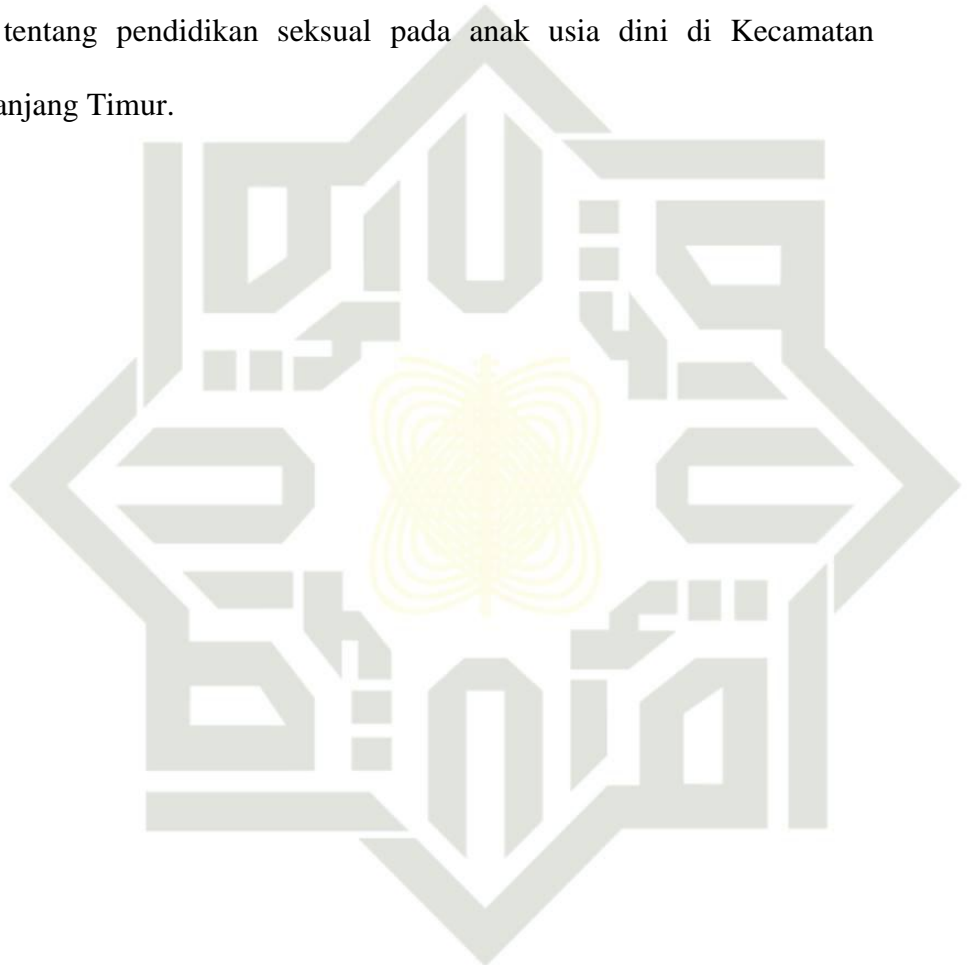 tentang pendidikan seksual pada anak usia dini di Kecamatan
anjang Timur.